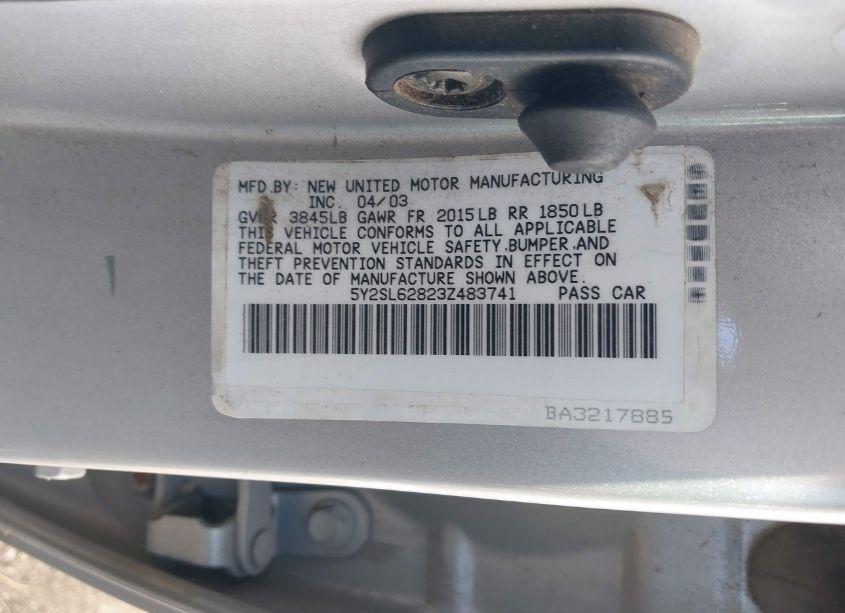 MFD.BY: NEW UNITED MOTOR MANUFACTURING
INC. 04/03
GVWR 3845LB GAWR FR 2015LB RR 1850LB
THIS VEHICLE CONFORMS TO ALL APPLICABLE
FEDERAL MOTOR VEHICLE SAFETY,BUMPER,AND
THEFT PREVENTION STANDARDS IN EFFECT ON
THE DATE OF MANUFACTURE SHOWN ABOVE.
5Y2SL62823Z483741 PASS CAR
BA3217885